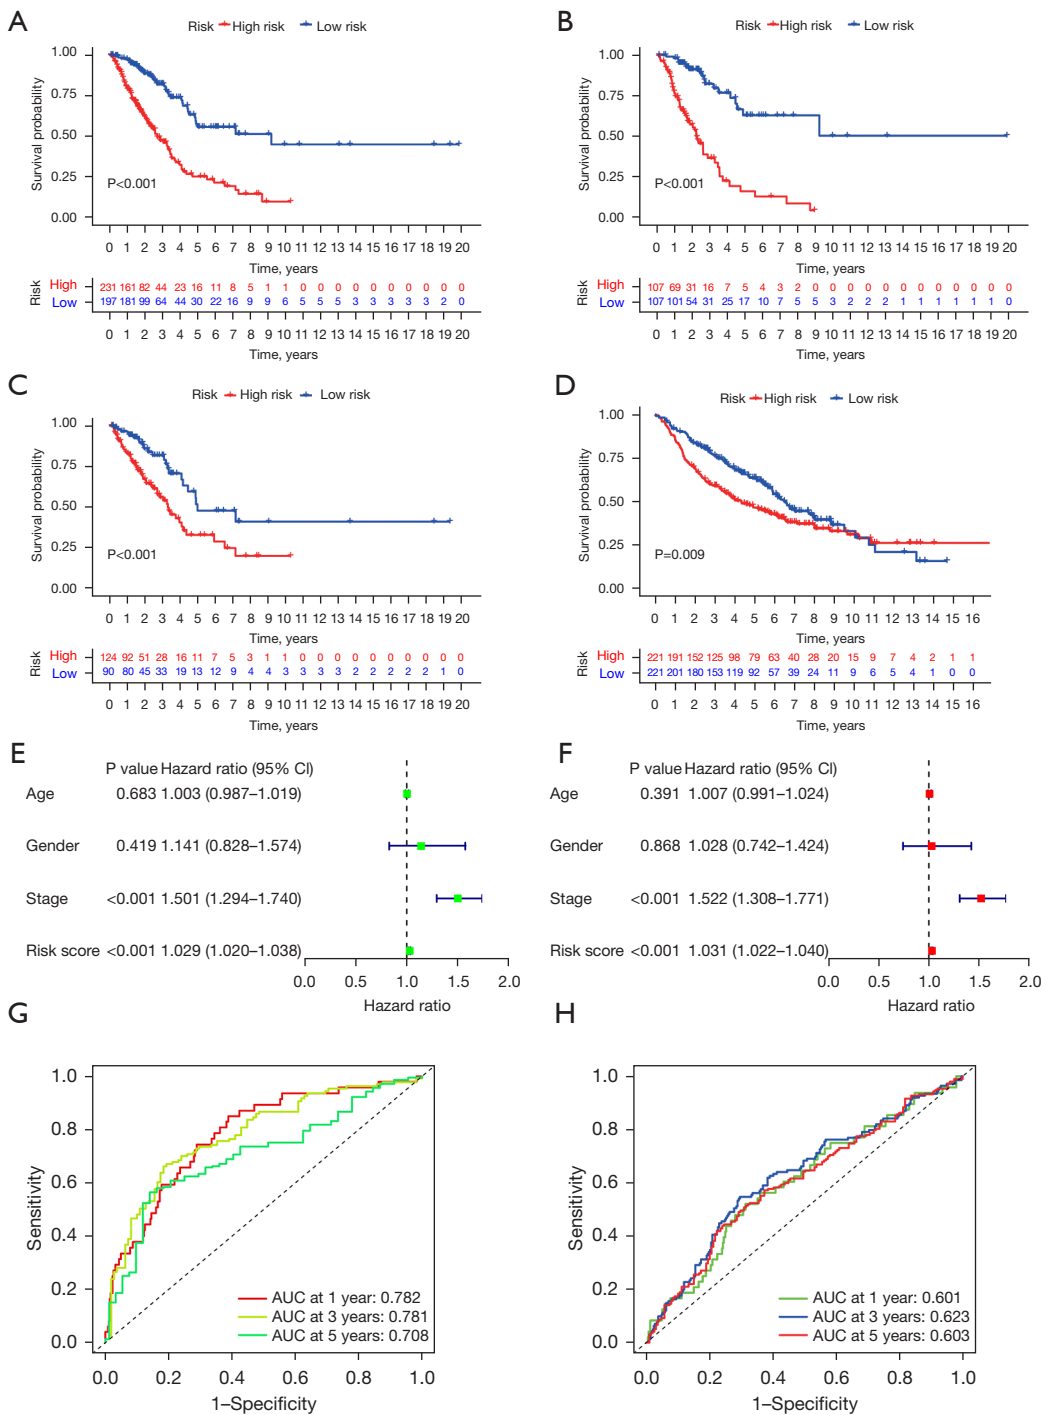 A
Risk High risk Low risk
Survival probability
1.00
0.75
0.50
0.25
0.00
P<0.001
0 1 2 3 4 5 6 7 8 9 10 11 12 13 14 15 16 17 18 19 20
Time, years
Risk
High 231 161 82 44 23 16 11 8 5 1 1 0 0 0 0 0 0 0 0 0 0
Low 197 181 99 64 44 30 22 16 9 9 6 5 5 5 3 3 3 3 3 2 0
0 1 2 3 4 5 6 7 8 9 10 11 12 13 14 15 16 17 18 19 20
Time, years
B
Risk High risk Low risk
Survival probability
1.00
0.75
0.50
0.25
0.00
P<0.001
0 1 2 3 4 5 6 7 8 9 10 11 12 13 14 15 16 17 18 19 20
Time, years
Risk
High 107 69 31 16 7 5 4 3 2 0 0 0 0 0 0 0 0 0 0 0 0
Low 107 101 54 31 25 17 10 7 5 5 3 2 2 2 1 1 1 1 1 1 0
0 1 2 3 4 5 6 7 8 9 10 11 12 13 14 15 16 17 18 19 20
Time, years
C
Risk High risk Low risk
Survival probability
1.00
0.75
0.50
0.25
0.00
P<0.001
0 1 2 3 4 5 6 7 8 9 10 11 12 13 14 15 16 17 18 19 20
Time, years
Risk
High 124 92 51 28 16 11 7 5 3 1 1 0 0 0 0 0 0 0 0 0 0
Low 90 80 45 33 19 13 12 9 4 4 3 3 3 3 2 2 2 2 2 1 0
0 1 2 3 4 5 6 7 8 9 10 11 12 13 14 15 16 17 18 19 20
Time, years
D
Risk High risk Low risk
Survival probability
1.00
0.75
0.50
0.25
0.00
P=0.009
0 1 2 3 4 5 6 7 8 9 10 11 12 13 14 15 16
Time, years
Risk
High 221 191 152 125 98 79 63 40 28 20 15 9 7 4 2 1 1
Low 221 201 180 153 119 92 57 39 24 11 9 6 5 4 1 0 0
0 1 2 3 4 5 6 7 8 9 10 11 12 13 14 15 16
Time, years
E
P value Hazard ratio (95% CI)
Age 0.683 1.003 (0.987–1.019)
Gender 0.419 1.141 (0.828–1.574)
Stage <0.001 1.501 (1.294–1.740)
Risk score <0.001 1.029 (1.020–1.038)
0.0 0.5 1.0 1.5 2.0
Hazard ratio
F
P value Hazard ratio (95% CI)
Age 0.391 1.007 (0.991–1.024)
Gender 0.868 1.028 (0.742–1.424)
Stage <0.001 1.522 (1.308–1.771)
Risk score <0.001 1.031 (1.022–1.040)
0.0 0.5 1.0 1.5 2.0
Hazard ratio
G
Sensitivity
1.0
0.8
0.6
0.4
0.2
0.0
AUC at 1 year: 0.782
AUC at 3 years: 0.781
AUC at 5 years: 0.708
0.0 0.2 0.4 0.6 0.8 1.0
1–Specificity
H
Sensitivity
1.0
0.8
0.6
0.4
0.2
0.0
AUC at 1 year: 0.601
AUC at 3 years: 0.623
AUC at 5 years: 0.603
0.0 0.2 0.4 0.6 0.8 1.0
1–Specificity